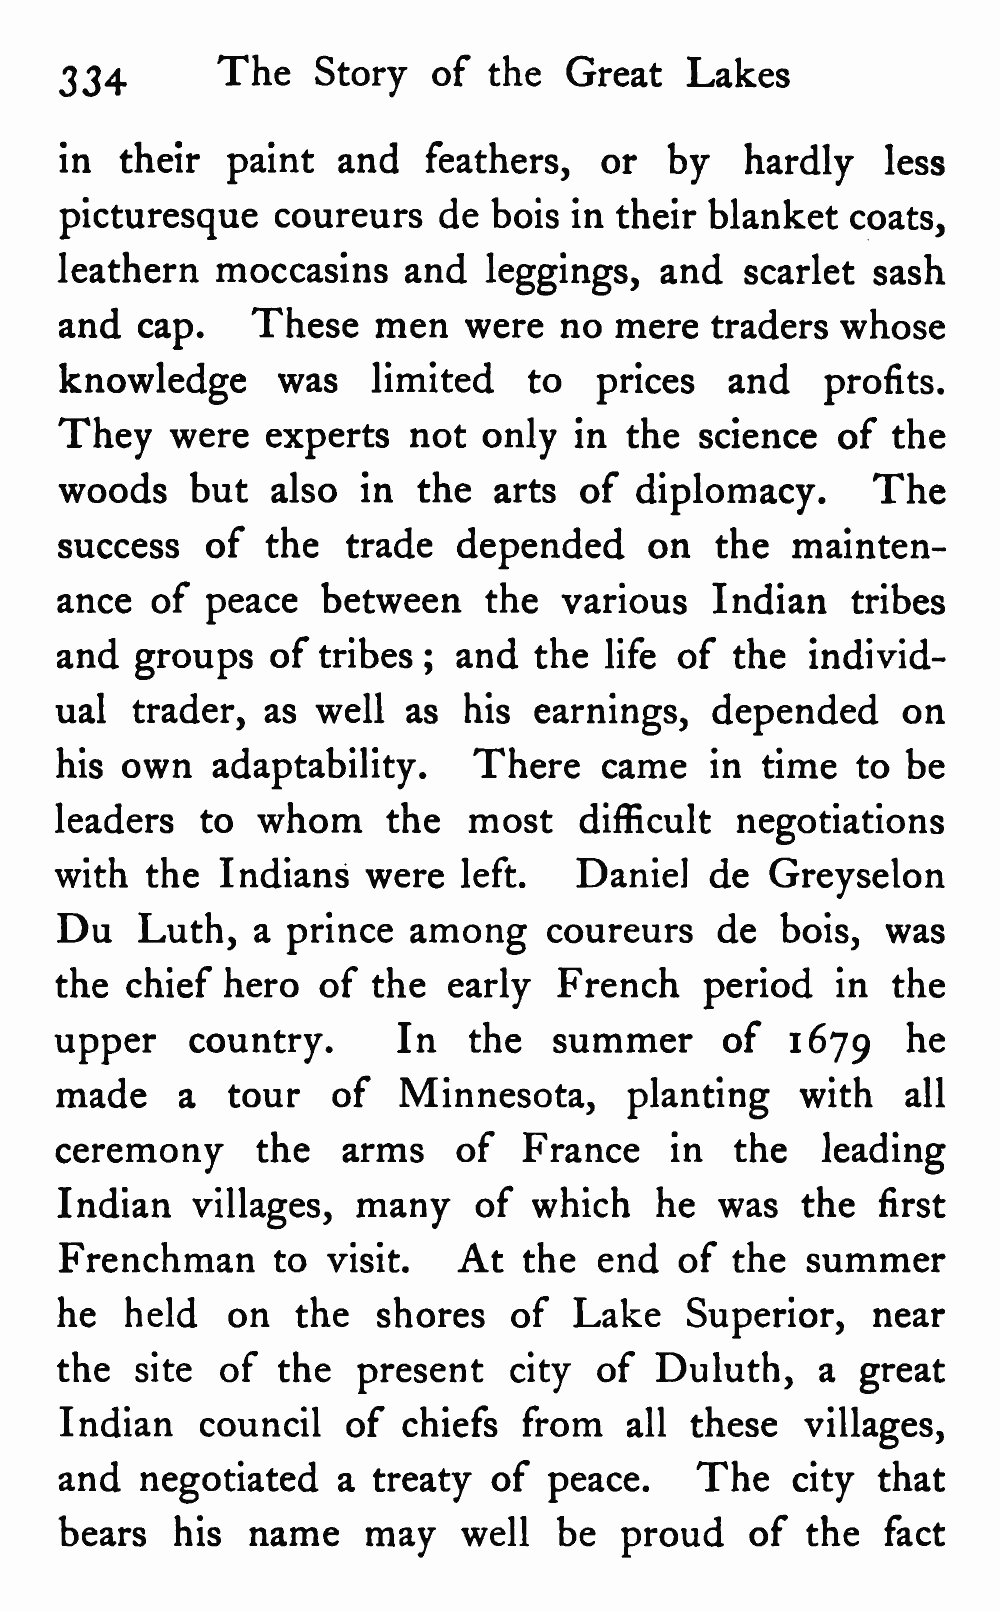 334 The Story of the Great Lakes
in their paint and feathers, or by hardly less
picturesque coureurs de bois in their blanket coats,
leathern moccasins and leggings, and scarlet sash
and cap. These men were no mere traders whose
knowledge was limited to prices and profits.
They were experts not only in the science of the
woods but also in the arts of diplomacy. The
success of the trade depended on the mainten-
ance of peace between the various Indian tribes
and groups of tribes ; and the life of the individ-
ual trader, as well as his earnings, depended on
his own adaptability. There came in time to be
leaders to whom the most difficult negotiations
with the Indians were left. Daniel de Greyselon
Du Luth, a prince among coureurs de bois, was
the chief hero of the early French period in the
upper country. In the summer of 1679 he
made a tour of Minnesota, planting with all
ceremony the arms of France in the leading
Indian villages, many of which he was the first
Frenchman to visit. At the end of the summer
he held on the shores of Lake Superior, near
the site of the present city of Duluth, a great
Indian council of chiefs from all these villages,
and negotiated a treaty of peace. The city that
bears his name may well be proud of the fact